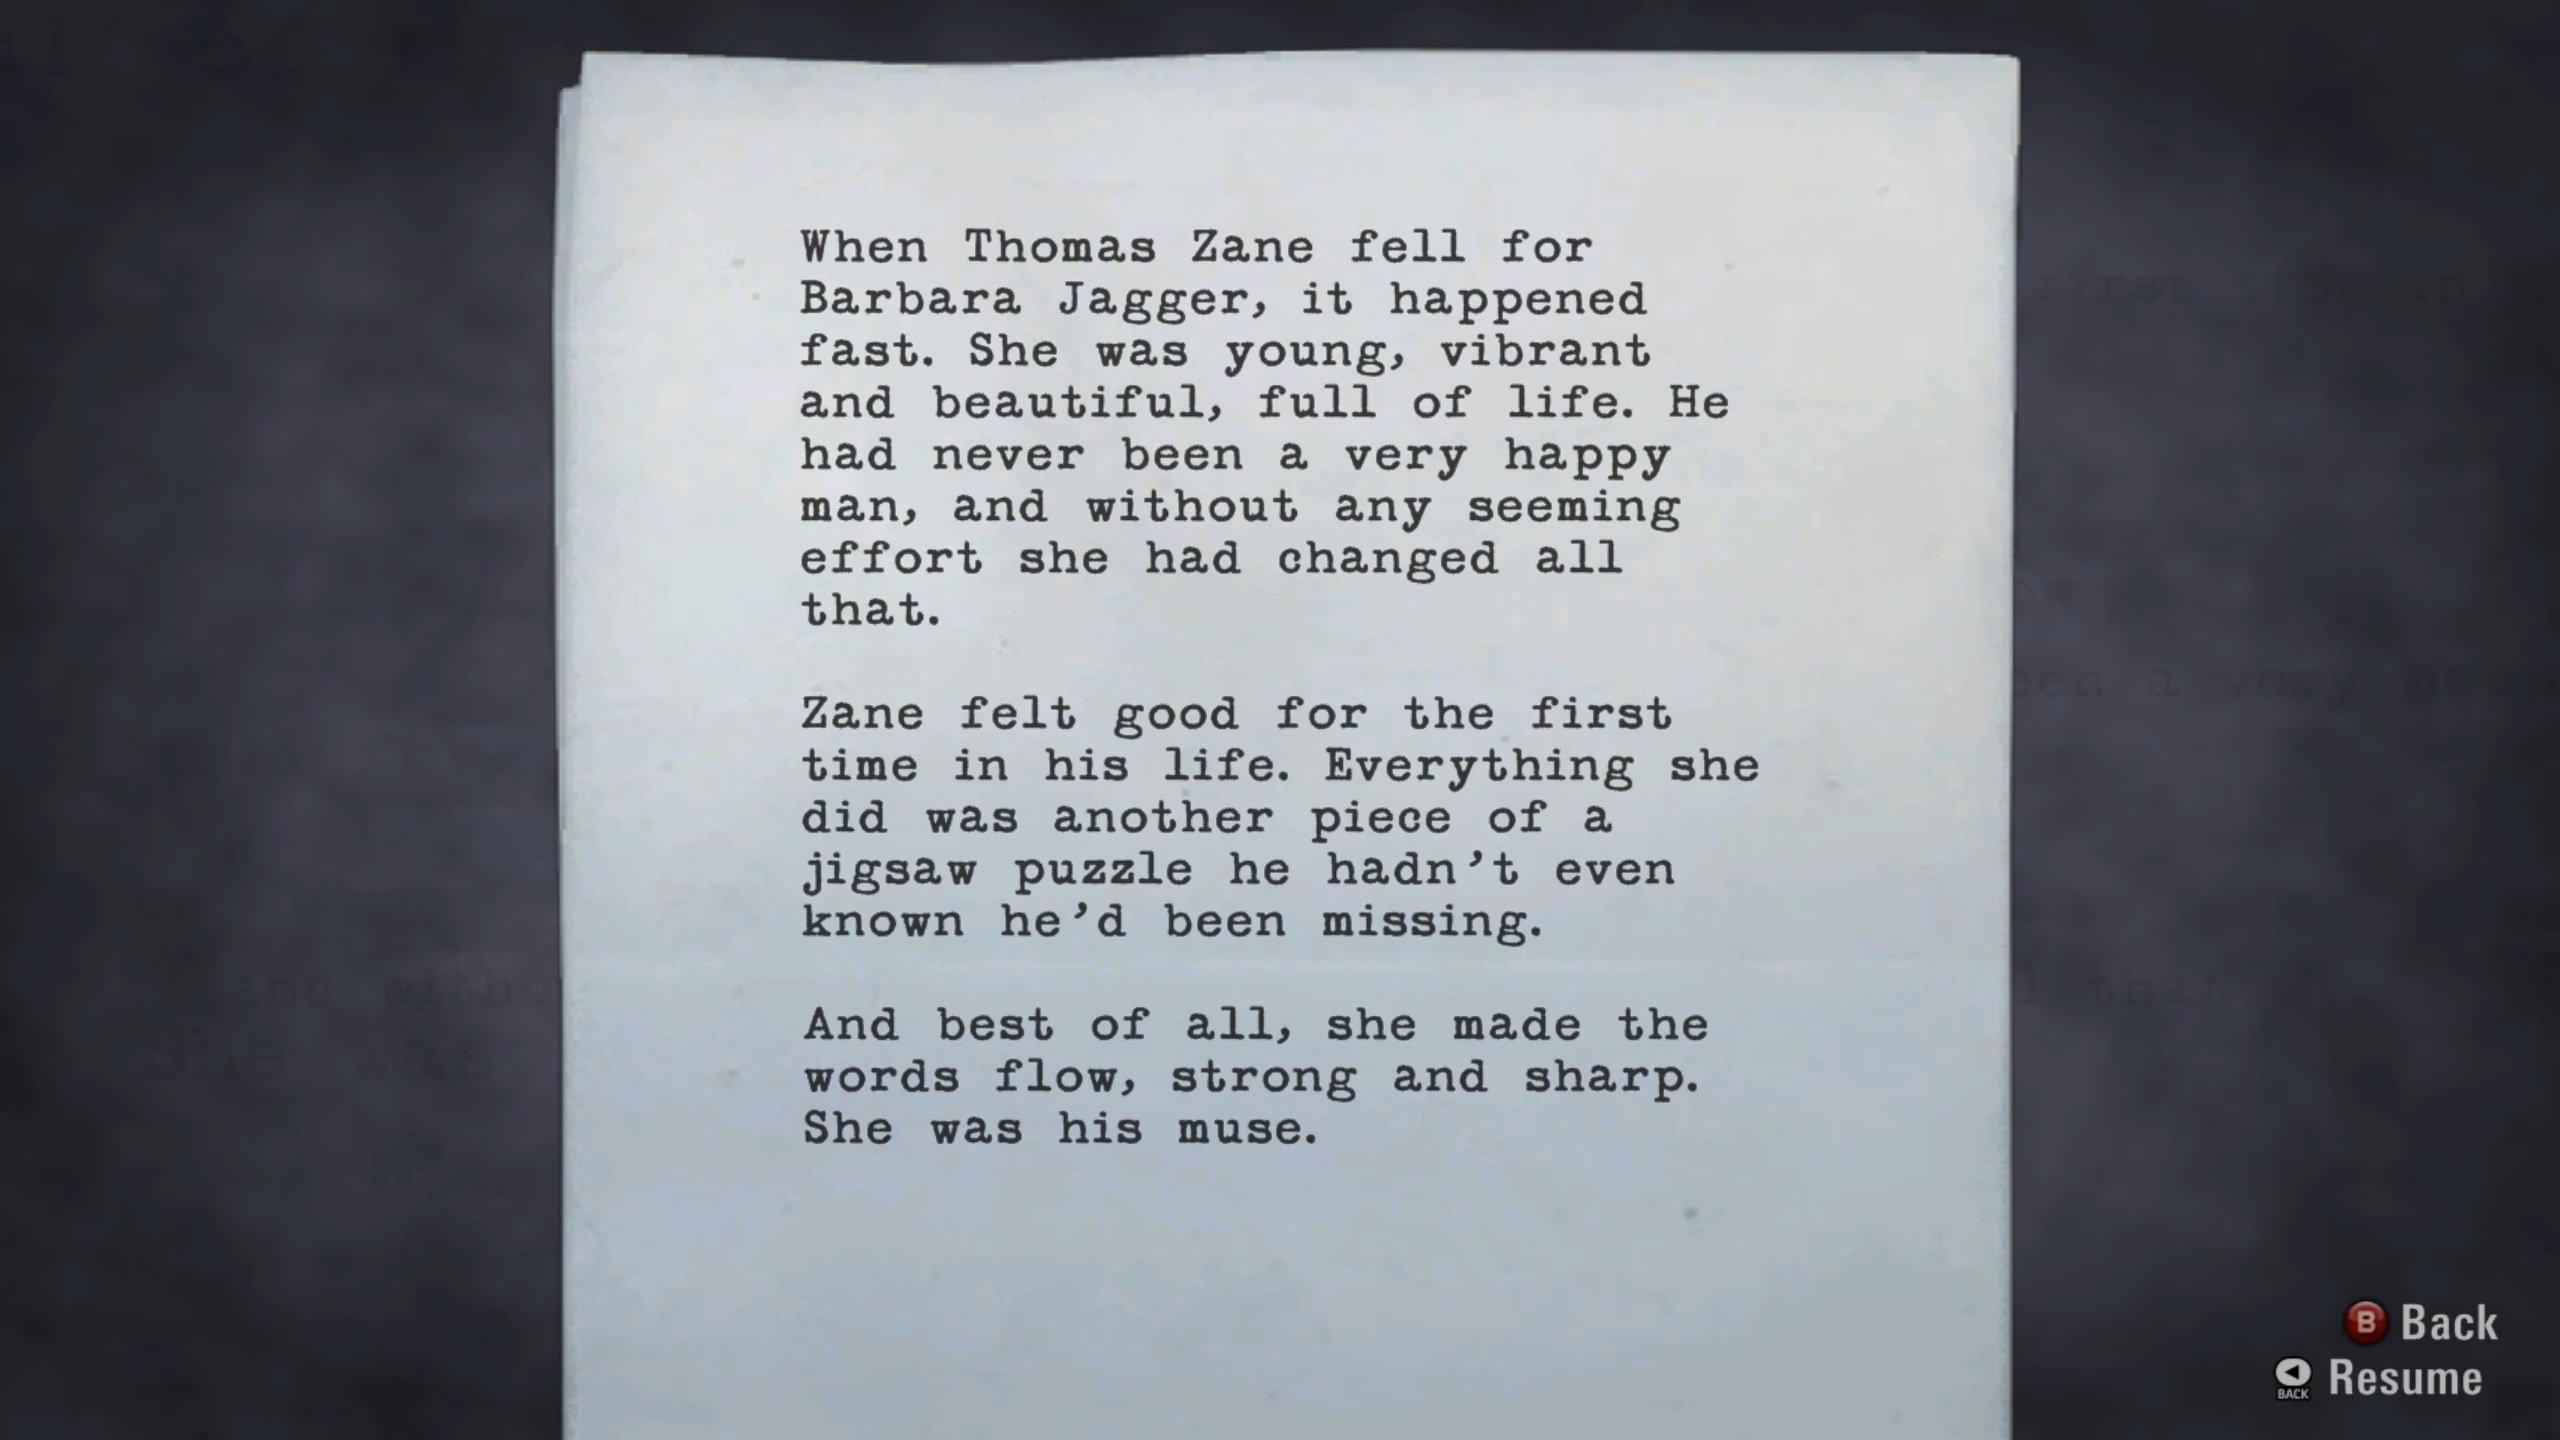 When Thomas Zane fell for
Barbara Jagger, it happened
fast. She was young, vibrant
and beautiful, full of life. He
had never been a very happy
man, and without any seeming
effort she had changed all
that.
Zane felt good for the first
time in his life. Everything she
did was another piece of a
jigsaw puzzle he hadn't even
known he'd been missing.
And best of all, she made the
words flow, strong and sharp.
She was his muse.
B Back
BACK Resume